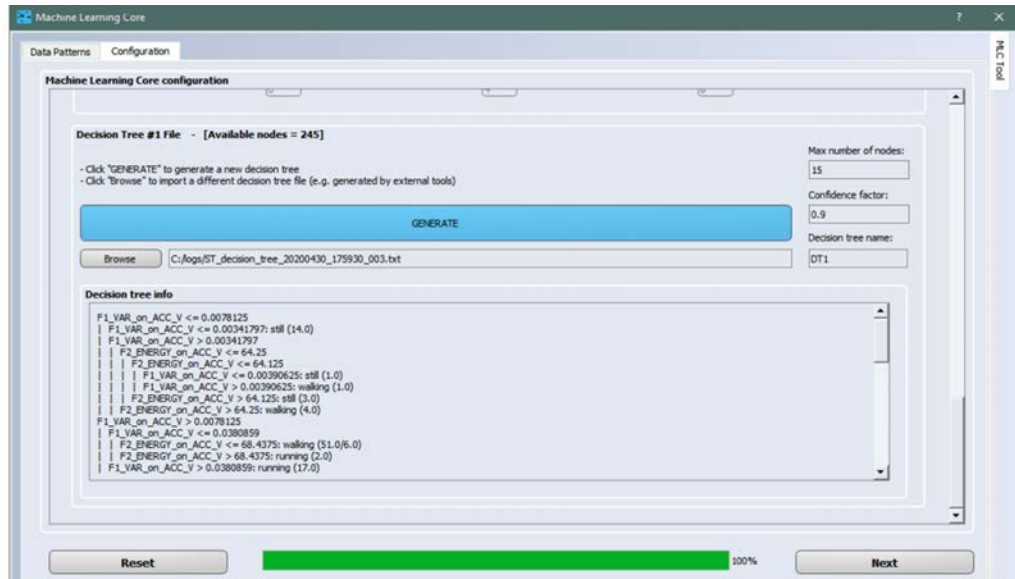 Machine Learning Core
Data Patterns
Configuration
MLC Tool
Machine Learning Core configuration
Decision Tree #1 File - [Available nodes = 245]
- Click "GENERATE" to generate a new decision tree
- Click "Browse" to import a different decision tree file (e.g. generated by external tools)
Max number of nodes:
15
Confidence factor:
0.9
Decision tree name:
DT1
GENERATE
Browse
C:/logs/ST_decision_tree_20200430_175930_003.txt
Decision tree info
F1_VAR_on_ACC_V <= 0.0078125
| F1_VAR_on_ACC_V <= 0.00341797: still (14.0)
| F1_VAR_on_ACC_V > 0.00341797
| | F2_ENERGY_on_ACC_V <= 64.25
| | | F2_ENERGY_on_ACC_V <= 64.125
| | | | F1_VAR_on_ACC_V <= 0.00390625: still (1.0)
| | | | F1_VAR_on_ACC_V > 0.00390625: walking (1.0)
| | | F2_ENERGY_on_ACC_V > 64.125: still (3.0)
| | F2_ENERGY_on_ACC_V > 64.25: walking (4.0)
F1_VAR_on_ACC_V > 0.0078125
| F1_VAR_on_ACC_V <= 0.0380859
| | F2_ENERGY_on_ACC_V <= 68.4375: walking (51.0/6.0)
| | F2_ENERGY_on_ACC_V > 68.4375: running (2.0)
| F1_VAR_on_ACC_V > 0.0380859: running (17.0)
Reset
100%
Next